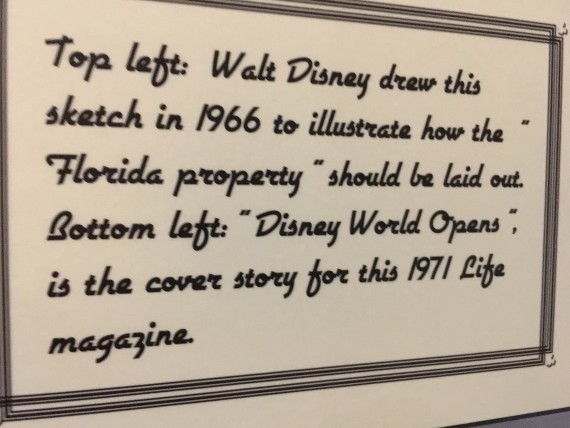 Top left: Walt Disney drew this
sketch in 1966 to illustrate how the "
Florida property " should be laid out.
Bottom left: " Disney World Opens ",
is the cover story for this 1971 Life
magazine.